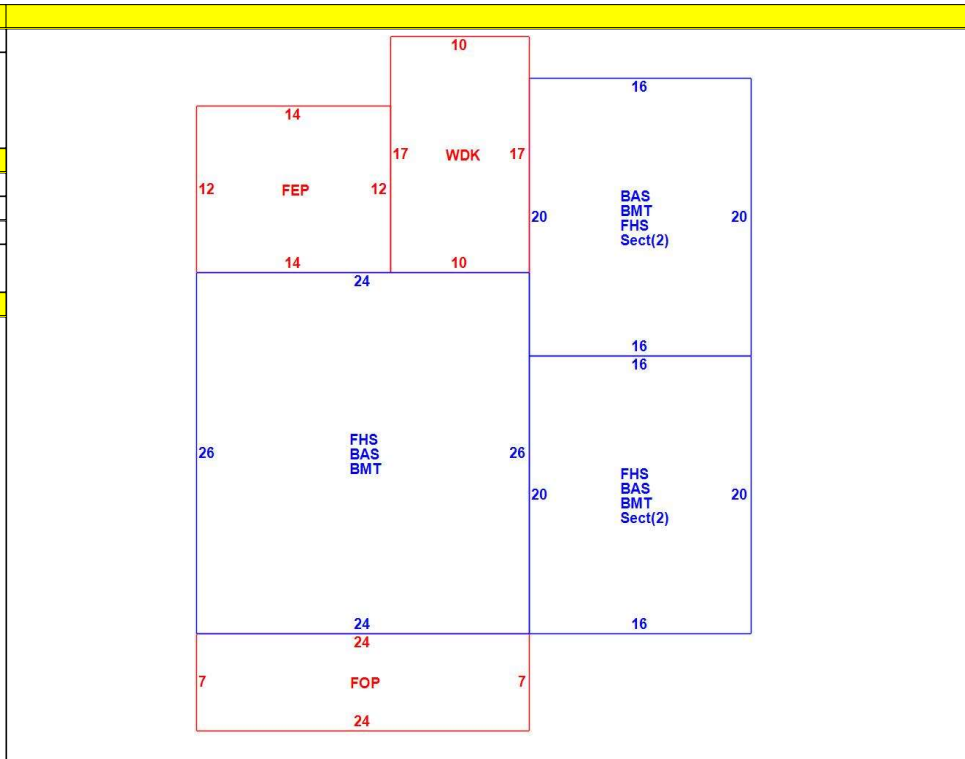 10
16
14
17 WDK 17
12 FEP 12
BAS
BMT
FHS
Sect(2)
20 20
14
10
24
16
16
FHS
BAS
BMT
26 26
FHS
BAS
BMT
Sect(2)
20 20
24
16
24
7 FOP 7
24